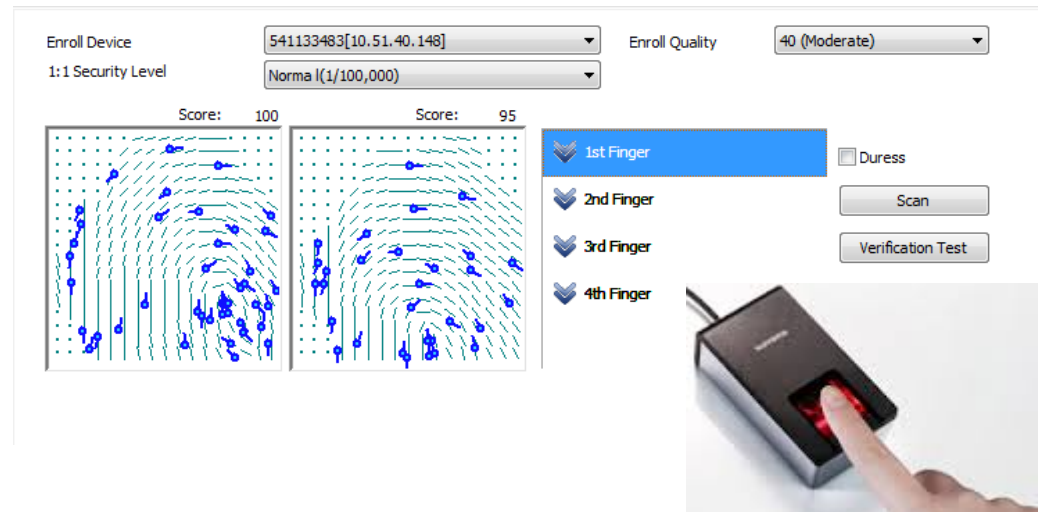 Enroll Device 541133483[10.51.40.148] Enroll Quality 40 (Moderate)
1:1 Security Level Norma l(1/100,000)
Score: 100 Score: 95
1st Finger
Duress
2nd Finger
Scan
3rd Finger
Verification Test
4th Finger